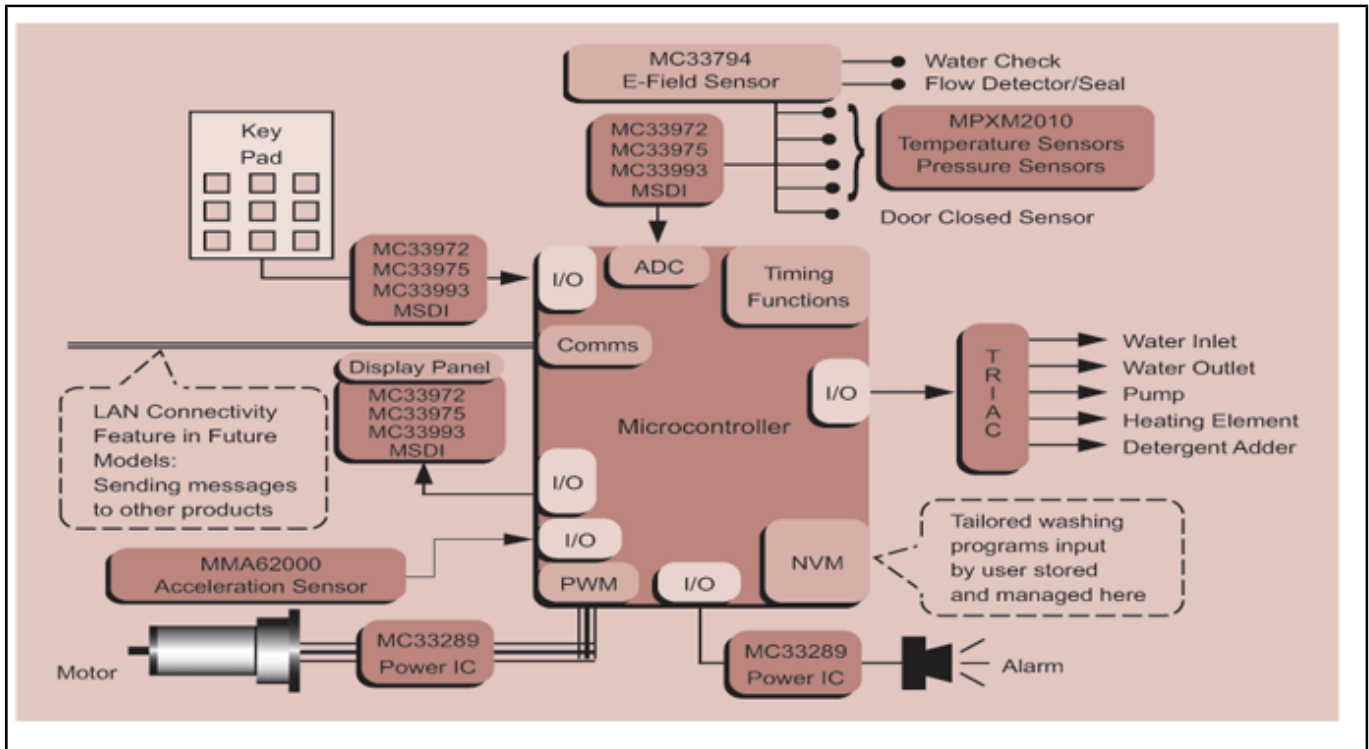 MC33794
E-Field Sensor
Water Check
Flow Detector/Seal
MPXM2010
Temperature Sensors
Pressure Sensors
Door Closed Sensor
Key
Pad
MC33972
MC33975
MC33993
MSDI
MC33972
MC33975
MC33993
MSDI
I/O
ADC
Timing
Functions
Comms
Display Panel
MC33972
MC33975
MC33993
MSDI
LAN Connectivity
Feature in Future
Models:
Sending messages
to other products
Microcontroller
I/O
TRIAC
Water Inlet
Water Outlet
Pump
Heating Element
Detergent Adder
I/O
I/O
PWM
I/O
NVM
Tailored washing
programs input
by user stored
and managed here
MMA62000
Acceleration Sensor
Motor
MC33289
Power IC
MC33289
Power IC
Alarm